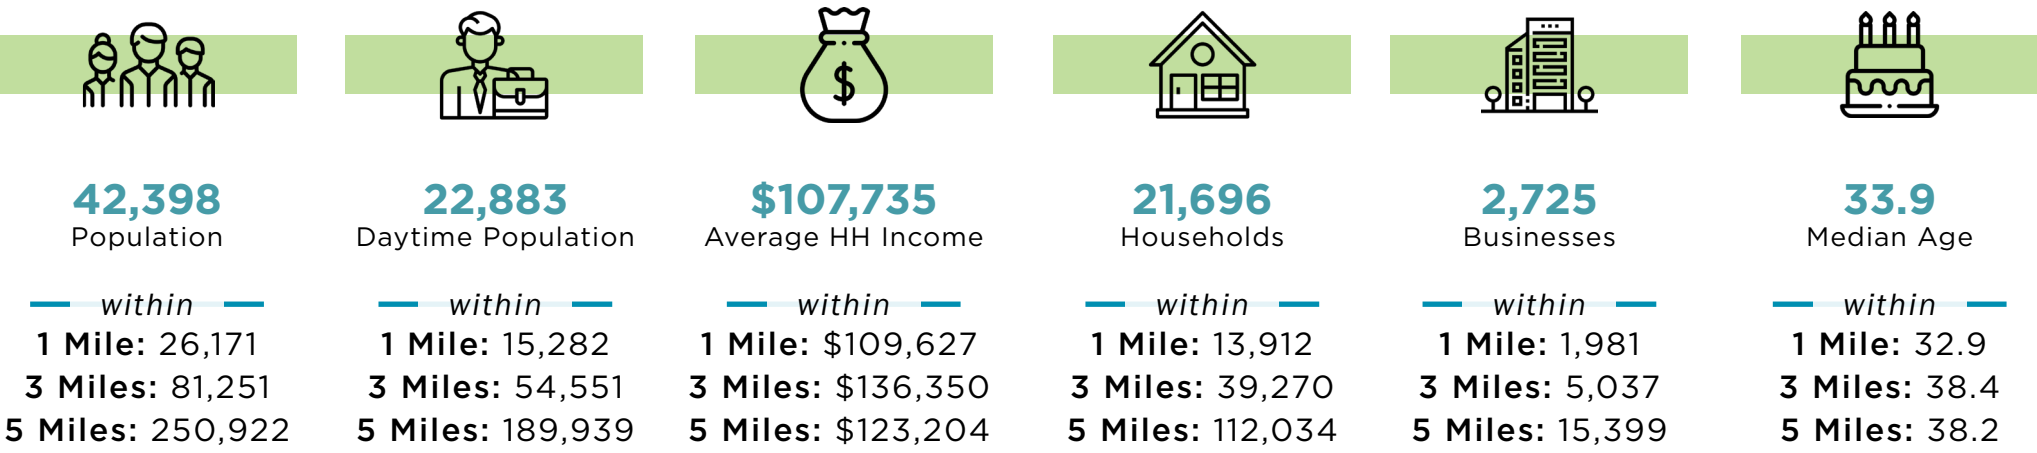 $
42,398
Population
within
1 Mile: 26,171
3 Miles: 81,251
5 Miles: 250,922
22,883
Daytime Population
within
1 Mile: 15,282
3 Miles: 54,551
5 Miles: 189,939
$107,735
Average HH Income
within
1 Mile: $109,627
3 Miles: $136,350
5 Miles: $123,204
21,696
Households
within
1 Mile: 13,912
3 Miles: 39,270
5 Miles: 112,034
2,725
Businesses
within
1 Mile: 1,981
3 Miles: 5,037
5 Miles: 15,399
33.9
Median Age
within
1 Mile: 32.9
3 Miles: 38.4
5 Miles: 38.2